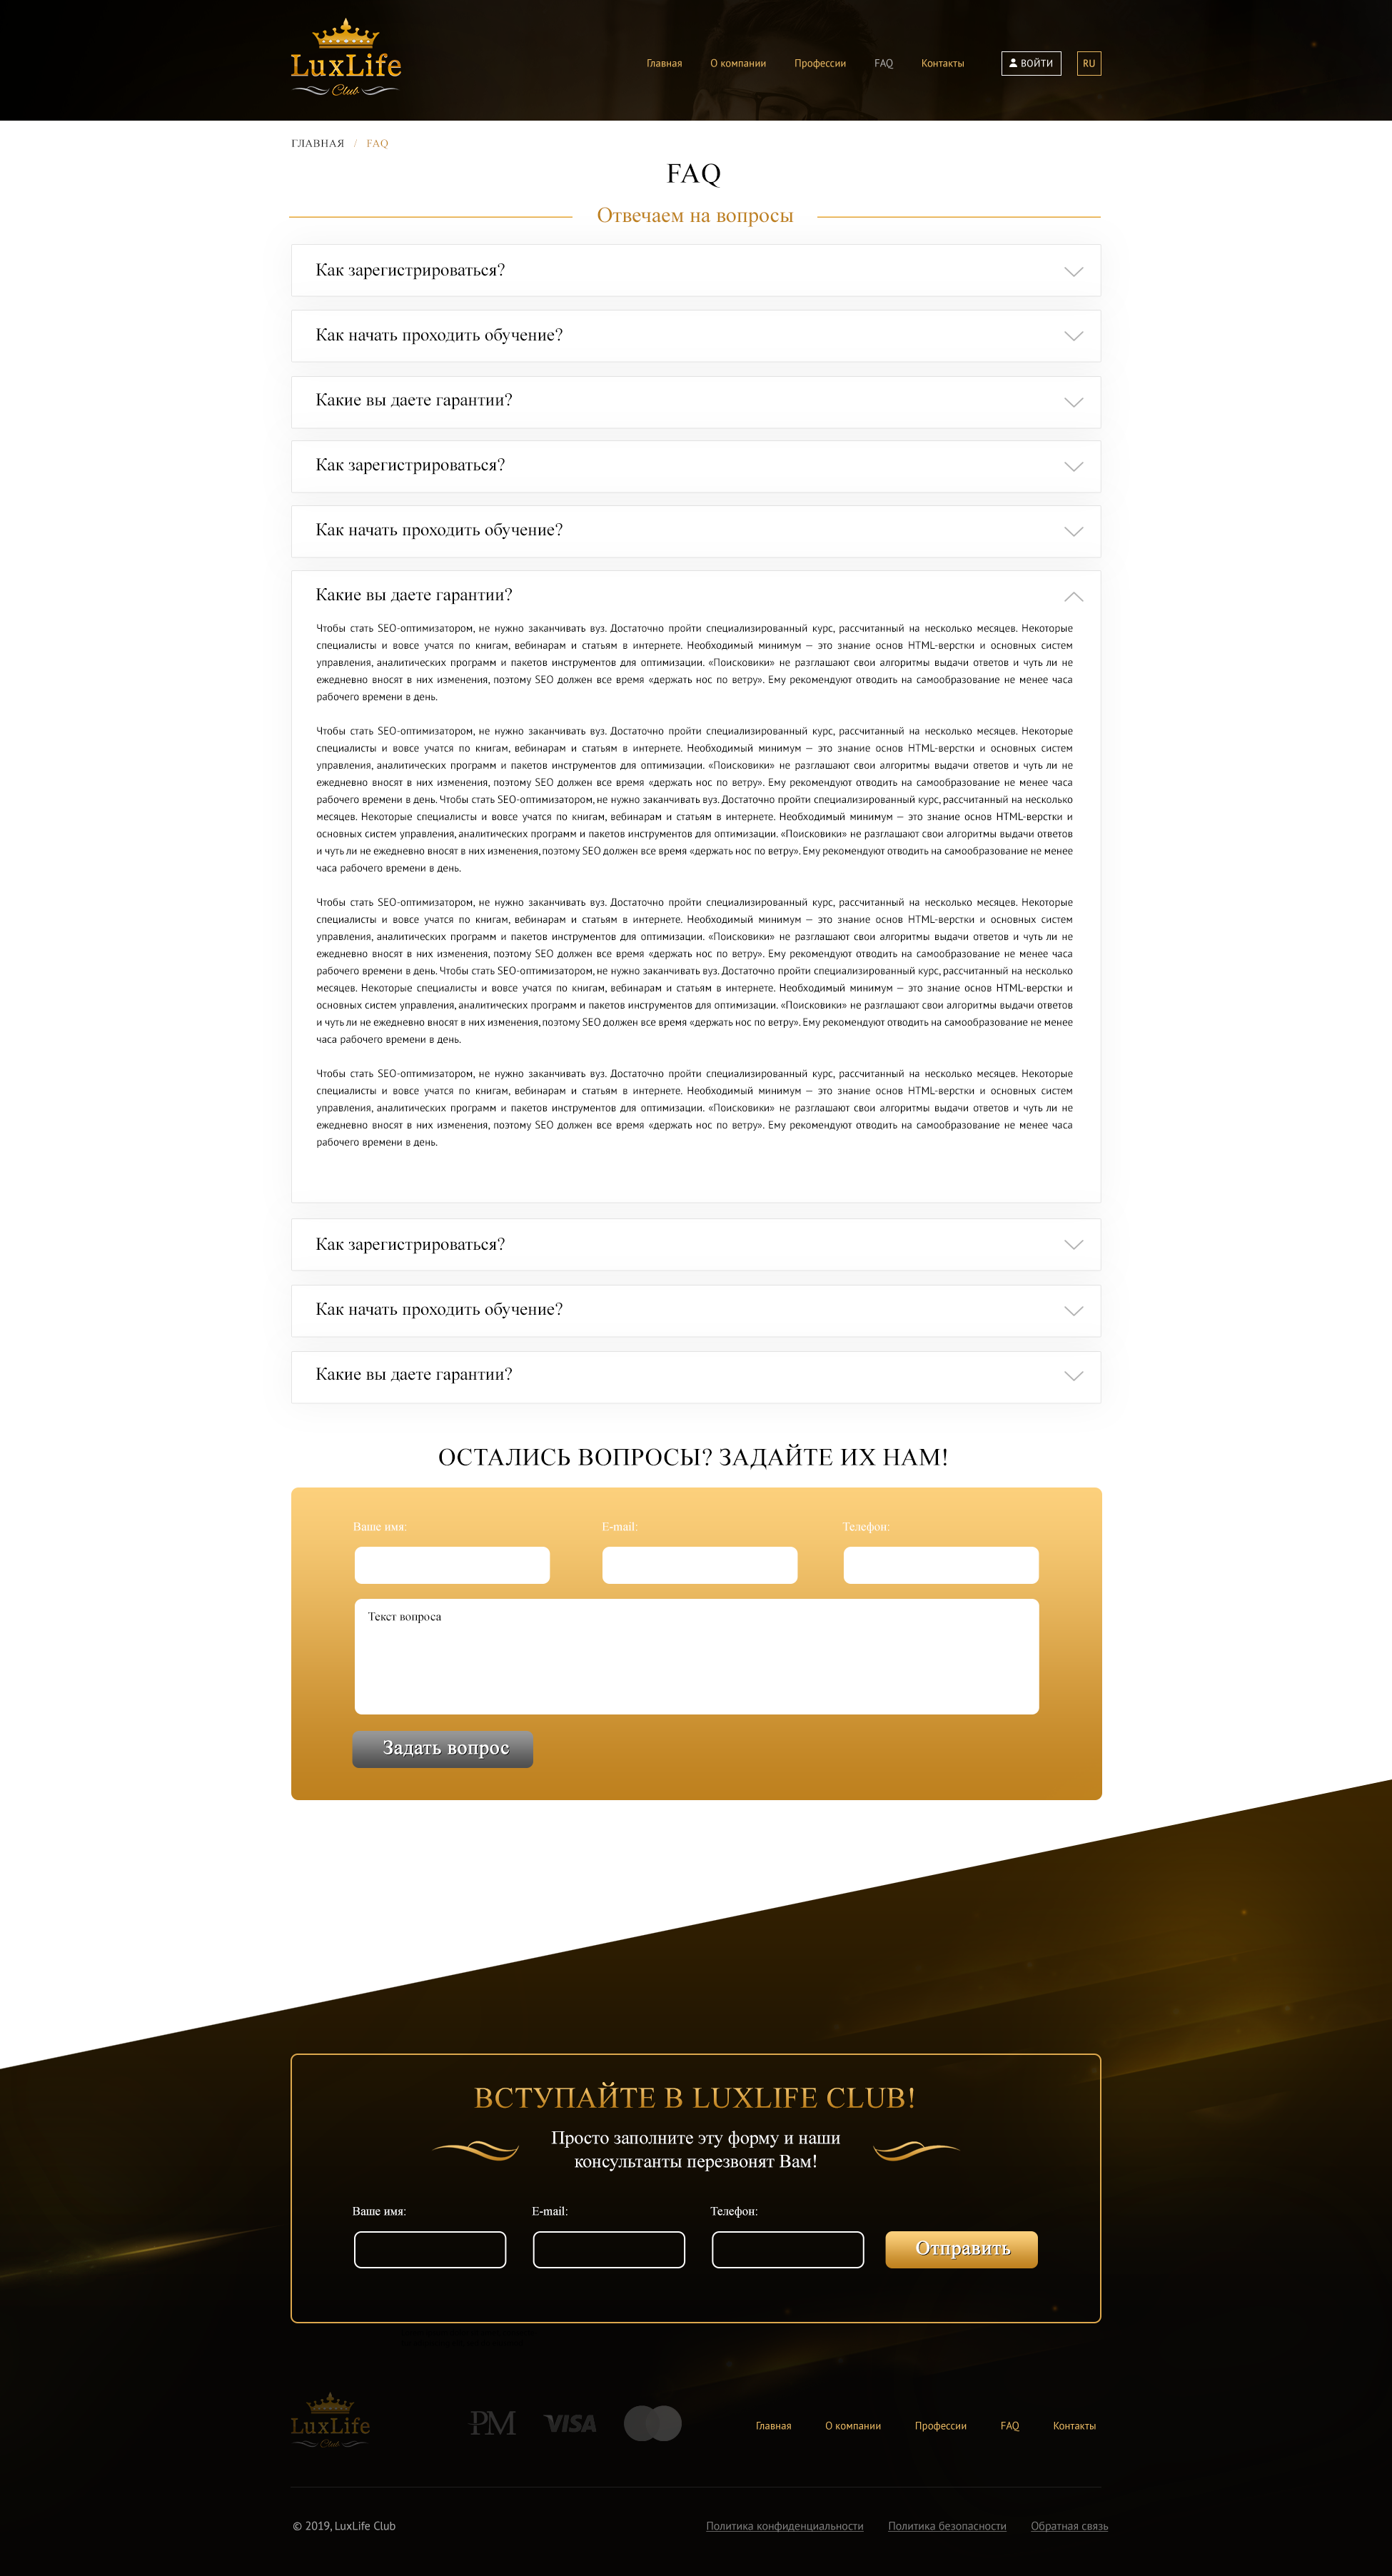 LuxLife
Club
Главная О компании Профессии FAQ Контакты ВОЙТИ RU
ГЛАВНАЯ / FAQ
FAQ
Отвечаем на вопросы
Как зарегистрироваться?
Как начать проходить обучение?
Какие вы даете гарантии?
Как зарегистрироваться?
Как начать проходить обучение?
Какие вы даете гарантии?
Чтобы стать SEO-оптимизатором, не нужно заканчивать вуз. Достаточно пройти специализированный курс, рассчитанный на несколько месяцев. Некоторые
специалисты и вовсе учатся по книгам, вебинарам и статьям в интернете. Необходимый минимум — это знание основ HTML-верстки и основных систем
управления, аналитических программ и пакетов инструментов для оптимизации. «Поисковики» не разглашают свои алгоритмы выдачи ответов и чуть ли не
ежедневно вносят в них изменения, поэтому SEO должен все время «держать нос по ветру». Ему рекомендуют отводить на самообразование не менее часа
рабочего времени в день.
Чтобы стать SEO-оптимизатором, не нужно заканчивать вуз. Достаточно пройти специализированный курс, рассчитанный на несколько месяцев. Некоторые
специалисты и вовсе учатся по книгам, вебинарам и статьям в интернете. Необходимый минимум — это знание основ HTML-верстки и основных систем
управления, аналитических программ и пакетов инструментов для оптимизации. «Поисковики» не разглашают свои алгоритмы выдачи ответов и чуть ли не
ежедневно вносят в них изменения, поэтому SEO должен все время «держать нос по ветру». Ему рекомендуют отводить на самообразование не менее часа
рабочего времени в день. Чтобы стать SEO-оптимизатором, не нужно заканчивать вуз. Достаточно пройти специализированный курс, рассчитанный на несколько
месяцев. Некоторые специалисты и вовсе учатся по книгам, вебинарам и статьям в интернете. Необходимый минимум — это знание основ HTML-верстки и
основных систем управления, аналитических программ и пакетов инструментов для оптимизации. «Поисковики» не разглашают свои алгоритмы выдачи ответов
и чуть ли не ежедневно вносят в них изменения, поэтому SEO должен все время «держать нос по ветру». Ему рекомендуют отводить на самообразование не менее
часа рабочего времени в день.
Чтобы стать SEO-оптимизатором, не нужно заканчивать вуз. Достаточно пройти специализированный курс, рассчитанный на несколько месяцев. Некоторые
специалисты и вовсе учатся по книгам, вебинарам и статьям в интернете. Необходимый минимум — это знание основ HTML-верстки и основных систем
управления, аналитических программ и пакетов инструментов для оптимизации. «Поисковики» не разглашают свои алгоритмы выдачи ответов и чуть ли не
ежедневно вносят в них изменения, поэтому SEO должен все время «держать нос по ветру». Ему рекомендуют отводить на самообразование не менее часа
рабочего времени в день. Чтобы стать SEO-оптимизатором, не нужно заканчивать вуз. Достаточно пройти специализированный курс, рассчитанный на несколько
месяцев. Некоторые специалисты и вовсе учатся по книгам, вебинарам и статьям в интернете. Необходимый минимум — это знание основ HTML-верстки и
основных систем управления, аналитических программ и пакетов инструментов для оптимизации. «Поисковики» не разглашают свои алгоритмы выдачи ответов
и чуть ли не ежедневно вносят в них изменения, поэтому SEO должен все время «держать нос по ветру». Ему рекомендуют отводить на самообразование не менее
часа рабочего времени в день.
Чтобы стать SEO-оптимизатором, не нужно заканчивать вуз. Достаточно пройти специализированный курс, рассчитанный на несколько месяцев. Некоторые
специалисты и вовсе учатся по книгам, вебинарам и статьям в интернете. Необходимый минимум — это знание основ HTML-верстки и основных систем
управления, аналитических программ и пакетов инструментов для оптимизации. «Поисковики» не разглашают свои алгоритмы выдачи ответов и чуть ли не
ежедневно вносят в них изменения, поэтому SEO должен все время «держать нос по ветру». Ему рекомендуют отводить на самообразование не менее часа
рабочего времени в день.
Как зарегистрироваться?
Как начать проходить обучение?
Какие вы даете гарантии?
ОСТАЛИСЬ ВОПРОСЫ? ЗАДАЙТЕ ИХ НАМ!
Ваше имя: E-mail: Телефон:
Текст вопроса
Задать вопрос
ВСТУПАЙТЕ В LUXLIFE CLUB!
Просто заполните эту форму и наши
консультанты перезвонят Вам!
Ваше имя: E-mail: Телефон:
Отправить
LuxLife
Club
PM VISA
Главная О компании Профессии FAQ Контакты
© 2019, LuxLife Club
Политика конфиденциальности Политика безопасности Обратная связь